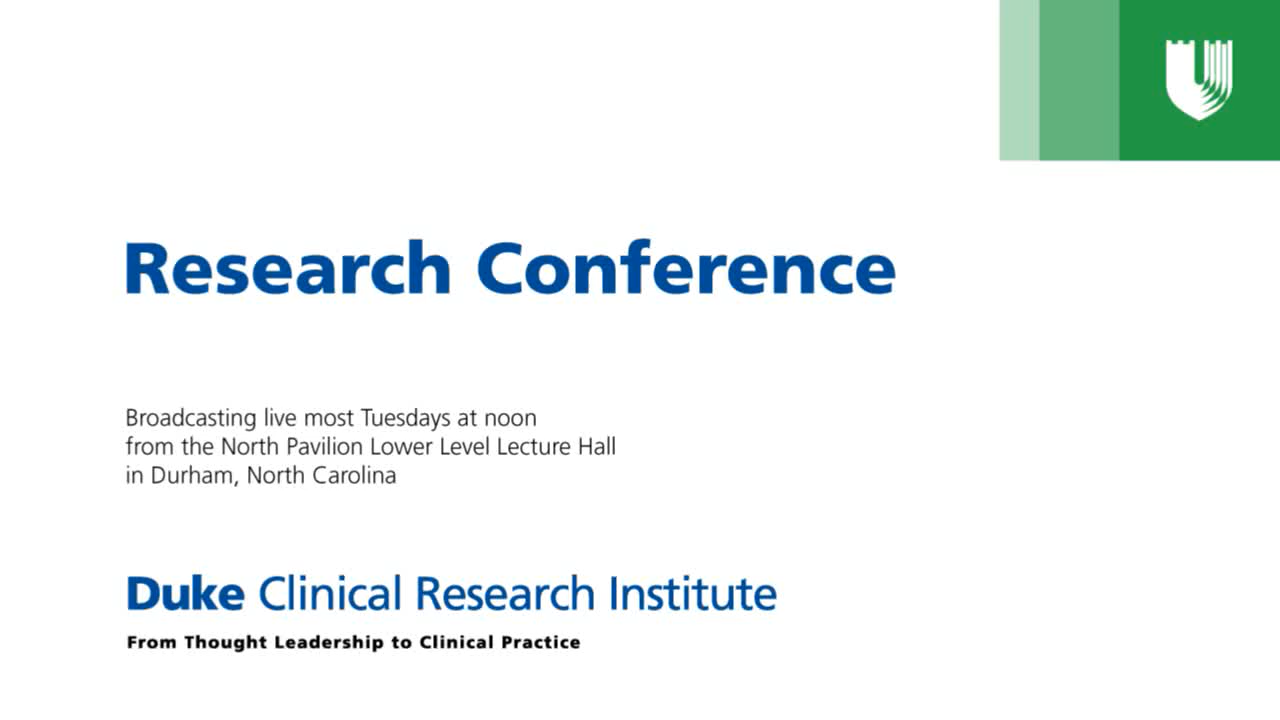 Research Conference
Broadcasting live most Tuesdays at noon
from the North Pavilion Lower Level Lecture Hall
in Durham, North Carolina
Duke Clinical Research Institute
From Thought Leadership to Clinical Practice